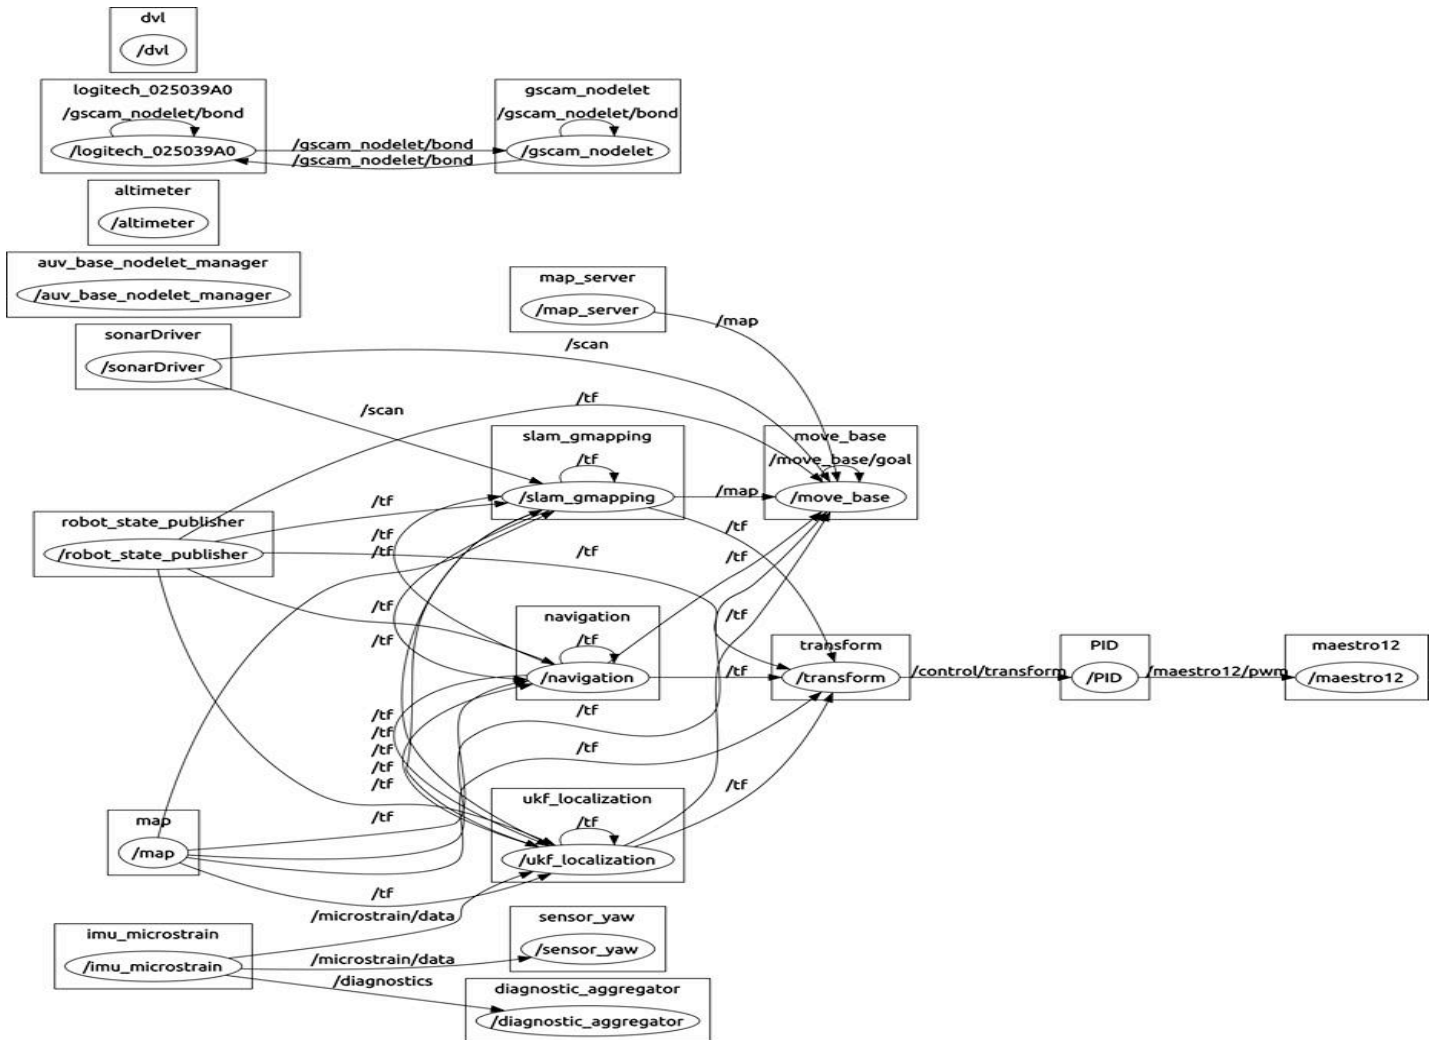 dvl
/dvl
logitech_025039A0
/gscam_nodelet/bond
/logitech_025039A0
/gscam_nodelet/bond
/gscam_nodelet/bond
gscam_nodelet
/gscam_nodelet/bond
/gscam_nodelet
altimeter
/altimeter
auv_base_nodelet_manager
/auv_base_nodelet_manager
map_server
/map_server
/map
sonarDriver
/sonarDriver
/scan
/scan
/tf
slam_gmapping
/tf
/slam_gmapping
/map
move_base
/move_base/goal
/move_base
robot_state_publisher
/robot_state_publisher
/tf
/tf
/tf
/tf
/tf
/tf
/tf
/tf
navigation
/tf
/navigation
/tf
/tf
transform
/transform
/control/transform
PID
/PID
/maestro12/pwm
maestro12
/maestro12
/tf
/tf
/tf
/tf
/tf
/tf
/tf
/tf
ukf_localization
/tf
/ukf_localization
/tf
map
/map
/tf
/microstrain/data
imu_microstrain
/imu_microstrain
/microstrain/data
/diagnostics
sensor_yaw
/sensor_yaw
diagnostic_aggregator
/diagnostic_aggregator